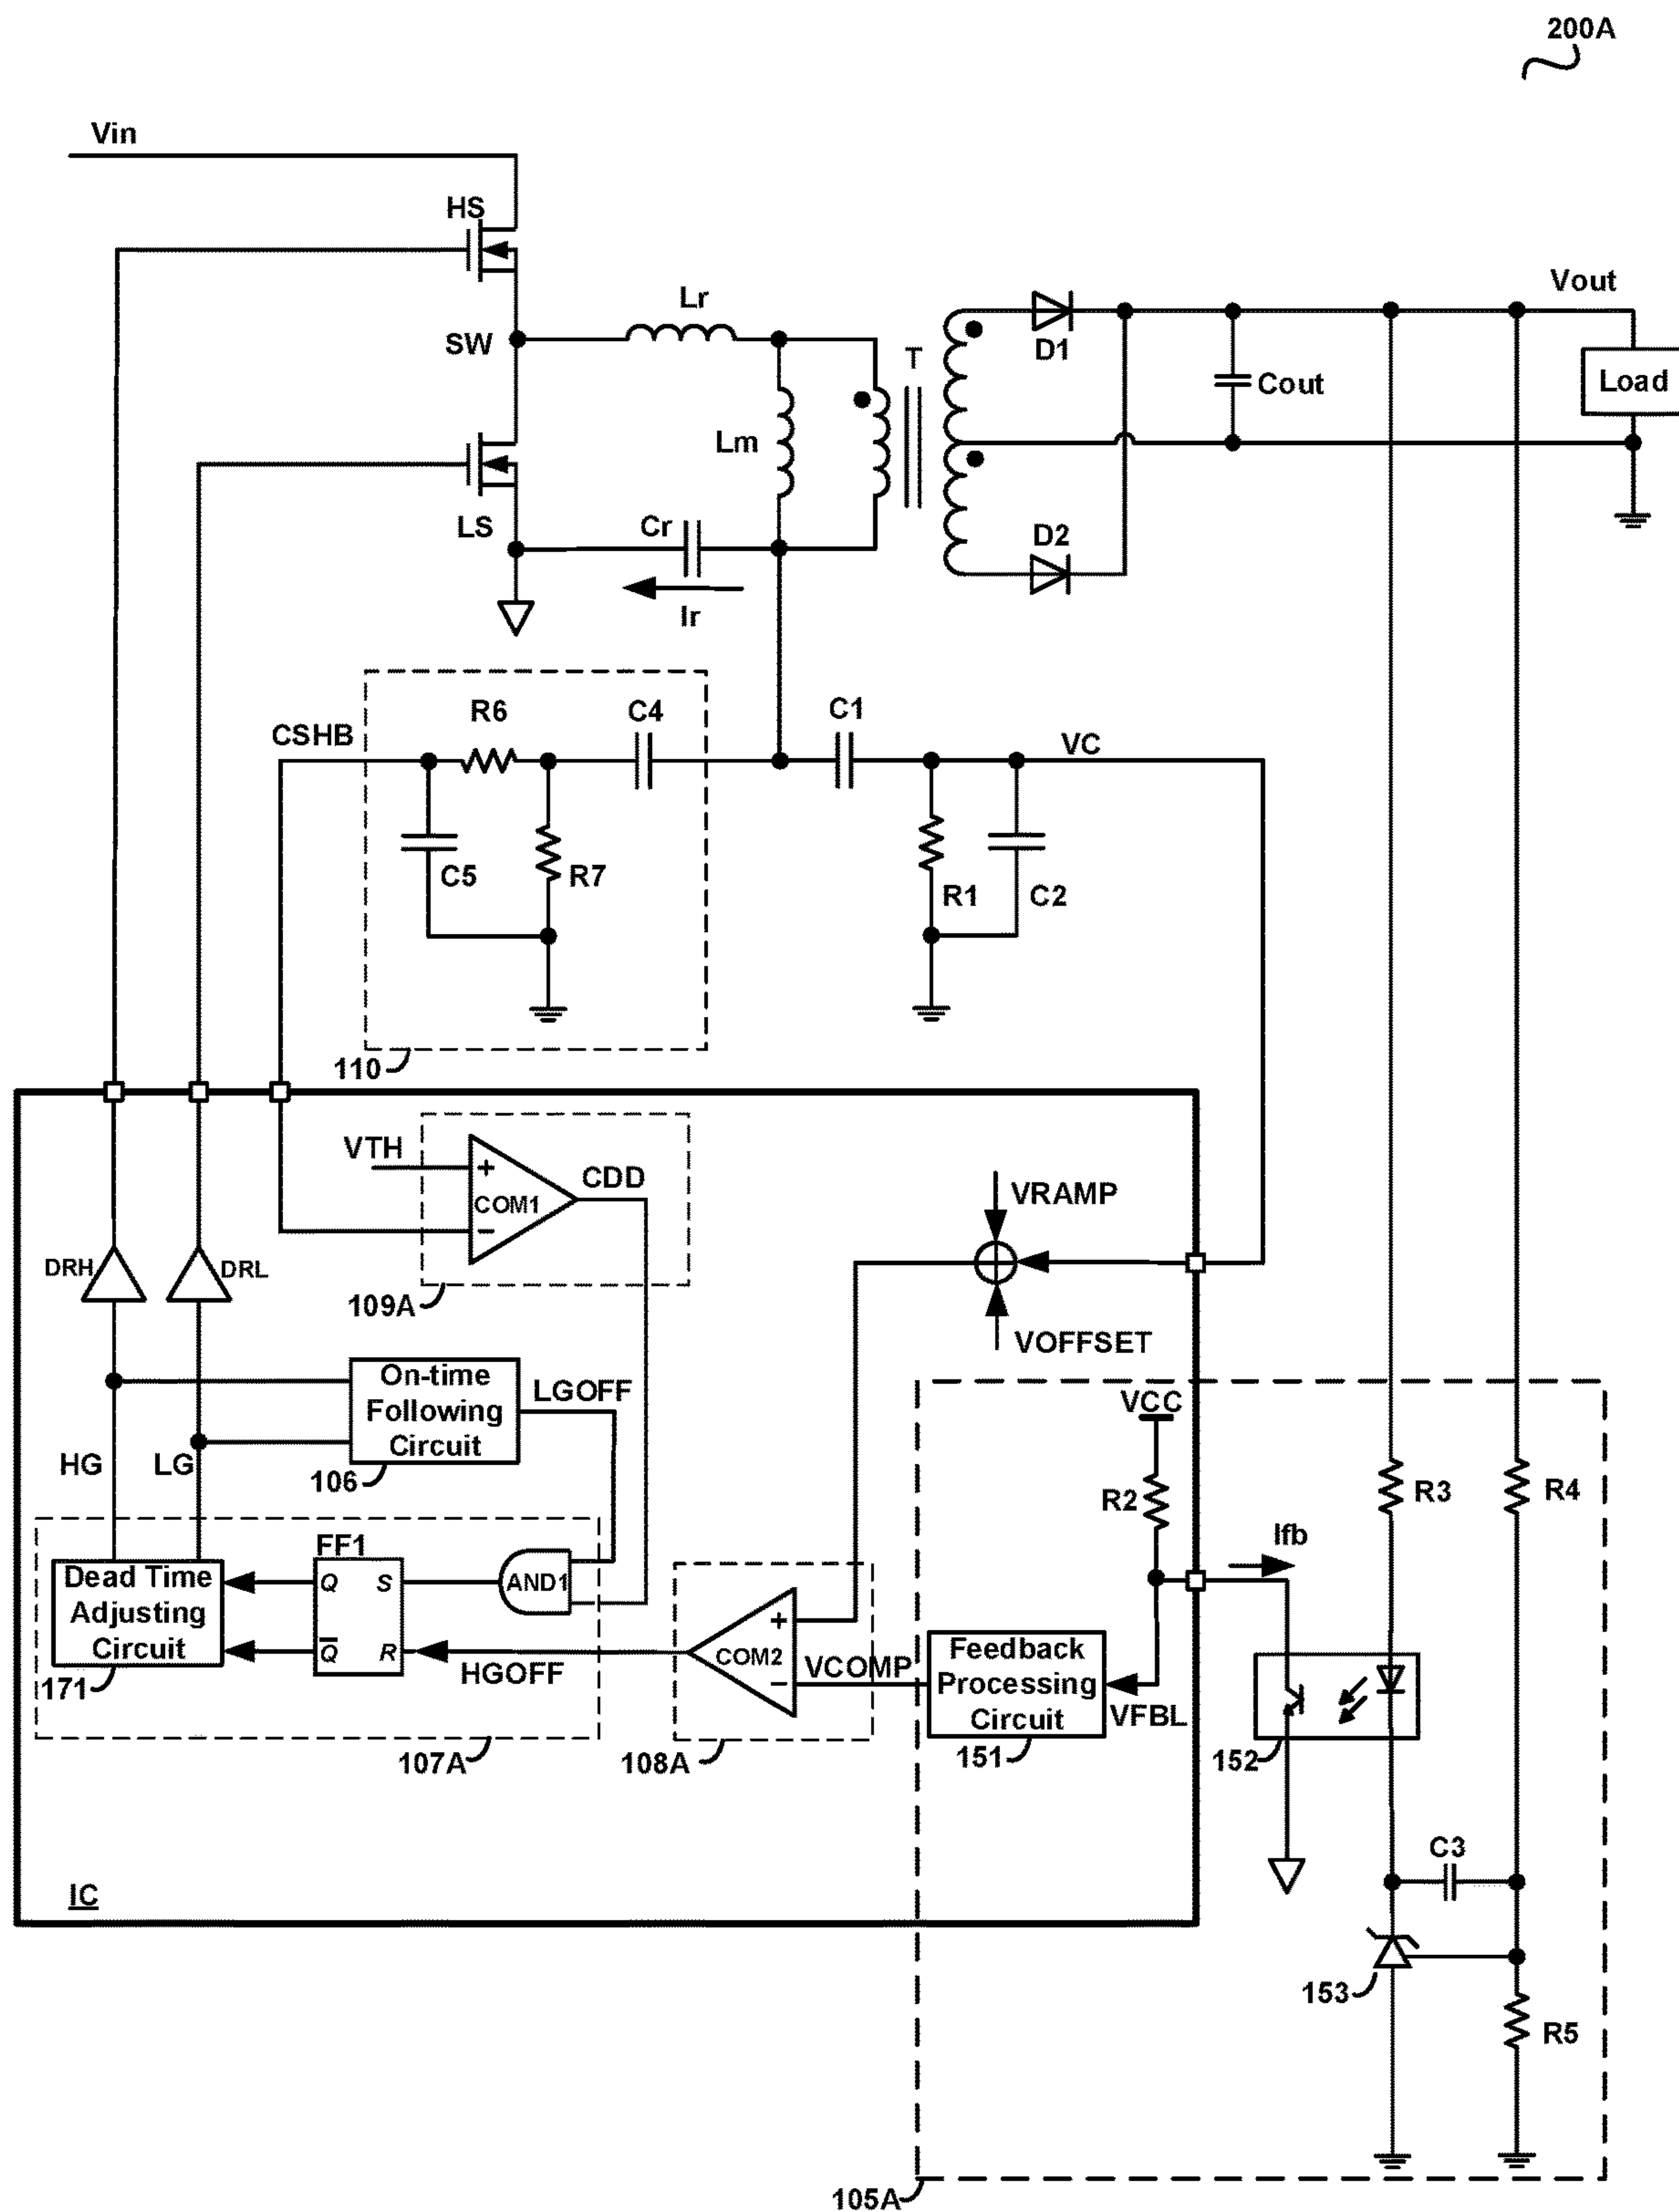 200A
Vin
HS
SW
Lr
T
D1
Vout
Cout
Load
Lm
LS
Cr
Ir
D2
CSHB
R6
C4
C1
VC
C5
R7
R1
C2
110
VTH
+
COM1
−
CDD
109A
VRAMP
VOFFSET
DRH
DRL
On-time
Following
Circuit
LGOFF
106
HG
LG
VCC
R2
Ifb
R3
R4
FF1
Dead Time
Adjusting
Circuit
171
Q
S
Q
R
AND1
HGOFF
107A
COM2
+
−
108A
VCOMP
Feedback
Processing
Circuit
151
VFBL
152
C3
IC
153
R5
105A